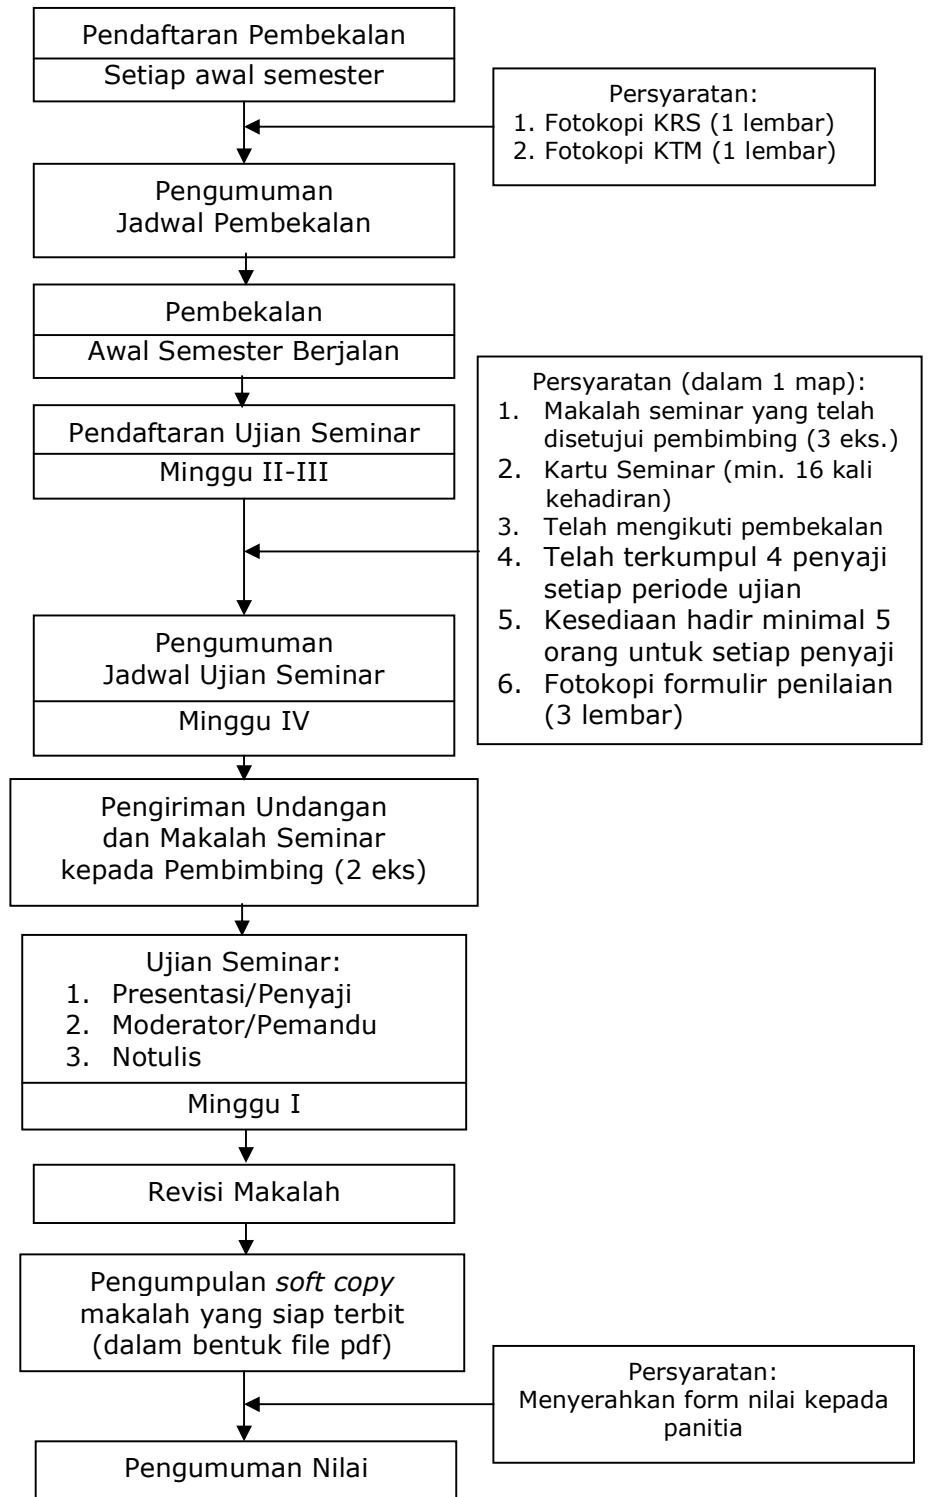 Pendaftaran Pembekalan
Setiap awal semester
Persyaratan:
1. Fotokopi KRS (1 lembar)
2. Fotokopi KTM (1 lembar)
Pengumuman
Jadwal Pembekalan
Pembekalan
Awal Semester Berjalan
Pendaftaran Ujian Seminar
Minggu II-III
Persyaratan (dalam 1 map):
1. Makalah seminar yang telah
disetujui pembimbing (3 eks.)
2. Kartu Seminar (min. 16 kali
kehadiran)
3. Telah mengikuti pembekalan
4. Telah terkumpul 4 penyaji
setiap periode ujian
5. Kesediaan hadir minimal 5
orang untuk setiap penyaji
6. Fotokopi formulir penilaian
(3 lembar)
Pengumuman
Jadwal Ujian Seminar
Minggu IV
Pengiriman Undangan
dan Makalah Seminar
kepada Pembimbing (2 eks)
Ujian Seminar:
1. Presentasi/Penyaji
2. Moderator/Pemandu
3. Notulis
Minggu I
Revisi Makalah
Pengumpulan soft copy
makalah yang siap terbit
(dalam bentuk file pdf)
Persyaratan:
Menyerahkan form nilai kepada
panitia
Pengumuman Nilai